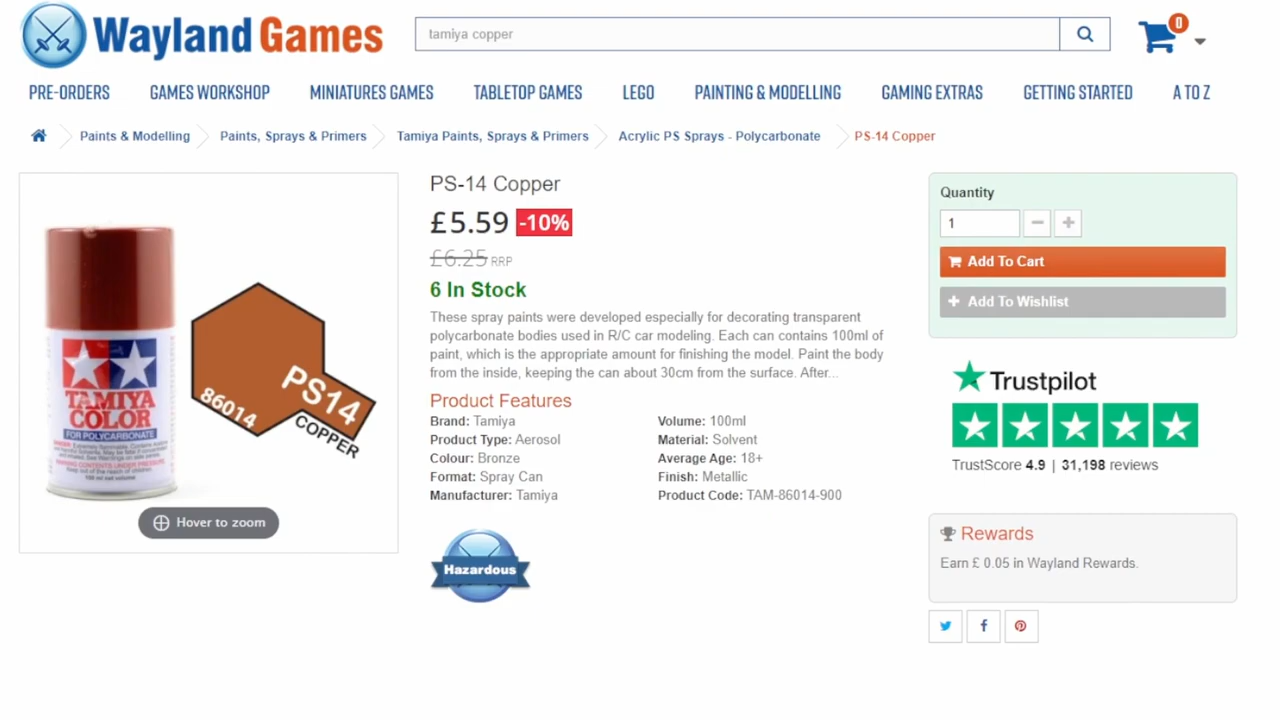 Wayland Games
tamiya copper
0
PRE-ORDERS GAMES WORKSHOP MINIATURES GAMES TABLETOP GAMES LEGO PAINTING & MODELLING GAMING EXTRAS GETTING STARTED A TO Z
Paints & Modelling Paints, Sprays & Primers Tamiya Paints, Sprays & Primers Acrylic PS Sprays - Polycarbonate PS-14 Copper
TAMIYA
COLOR
FOR POLYCARBONATE
PS14
86014
COPPER
Hover to zoom
PS-14 Copper
£5.59 -10%
£6.25 RRP
6 In Stock
These spray paints were developed especially for decorating transparent
polycarbonate bodies used in R/C car modeling. Each can contains 100ml of
paint, which is the appropriate amount for finishing the model. Paint the body
from the inside, keeping the can about 30cm from the surface. After...
Product Features
Brand: Tamiya
Product Type: Aerosol
Colour: Bronze
Format: Spray Can
Manufacturer: Tamiya
Volume: 100ml
Material: Solvent
Average Age: 18+
Finish: Metallic
Product Code: TAM-86014-900
Hazardous
Quantity
1
Add To Cart
Add To Wishlist
Trustpilot
TrustScore 4.9 | 31,198 reviews
Rewards
Earn £ 0.05 in Wayland Rewards.